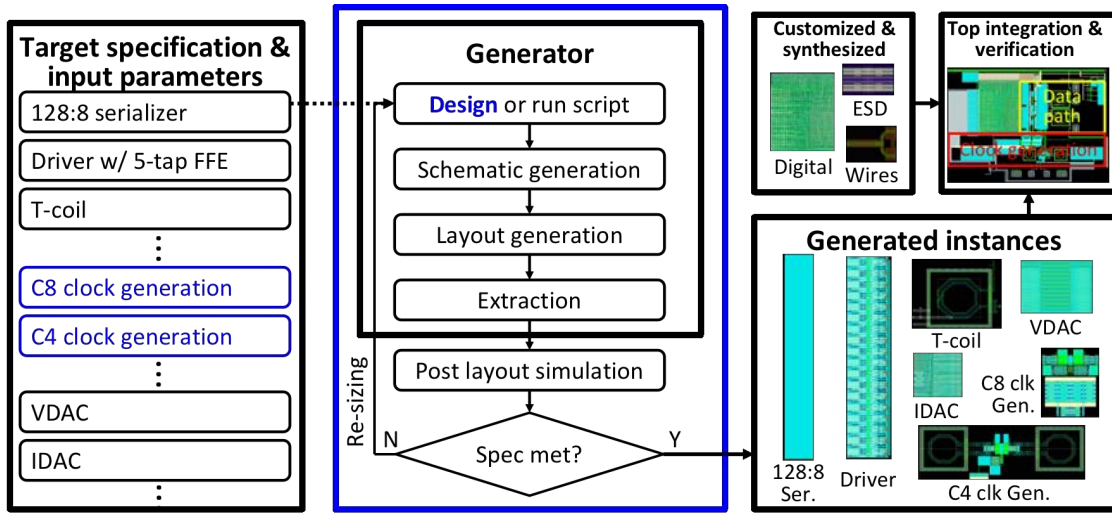 Target specification &
input parameters
128:8 serializer
Driver w/ 5-tap FFE
T-coil
C8 clock generation
C4 clock generation
VDAC
IDAC
Generator
Design or run script
Schematic generation
Layout generation
Extraction
Post layout simulation
Spec met?
N
Y
Re-sizing
Customized &
synthesized
Digital
ESD
Wires
Top integration &
verification
Data
path
Clock generation
Generated instances
128:8
Ser.
Driver
T-coil
VDAC
IDAC
C8 clk
Gen.
C4 clk Gen.